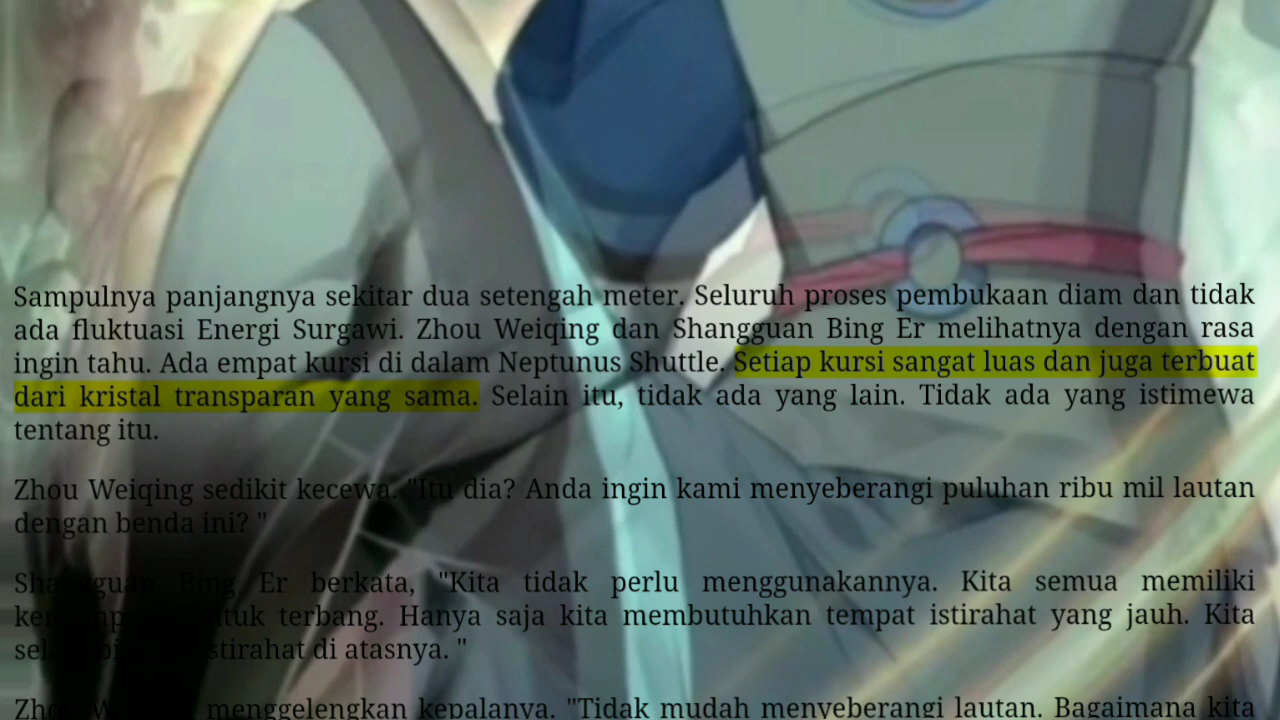 Sampulnya panjangnya sekitar dua setengah meter. Seluruh proses pembukaan diam dan tidak
ada fluktuasi Energi Surgawi. Zhou Weiqing dan Shangguan Bing Er melihatnya dengan rasa
ingin tahu. Ada empat kursi di dalam Neptunus Shuttle. Setiap kursi sangat luas dan juga terbuat
dari kristal transparan yang sama. Selain itu, tidak ada yang lain. Tidak ada yang istimewa
tentang itu.
Zhou Weiqing sedikit kecewa. "Itu dia? Anda ingin kami menyeberangi puluhan ribu mil lautan
dengan benda ini? "
Shangguan Bing Er berkata, "Kita tidak perlu menggunakannya. Kita semua memiliki
untuk terbang. Hanya saja kita membutuhkan tempat istirahat yang jauh. Kita
istirahat di atasnya. "
menggelengkan kepalanya. "Tidak mudah menyeberangi lautan. Bagaimana kita